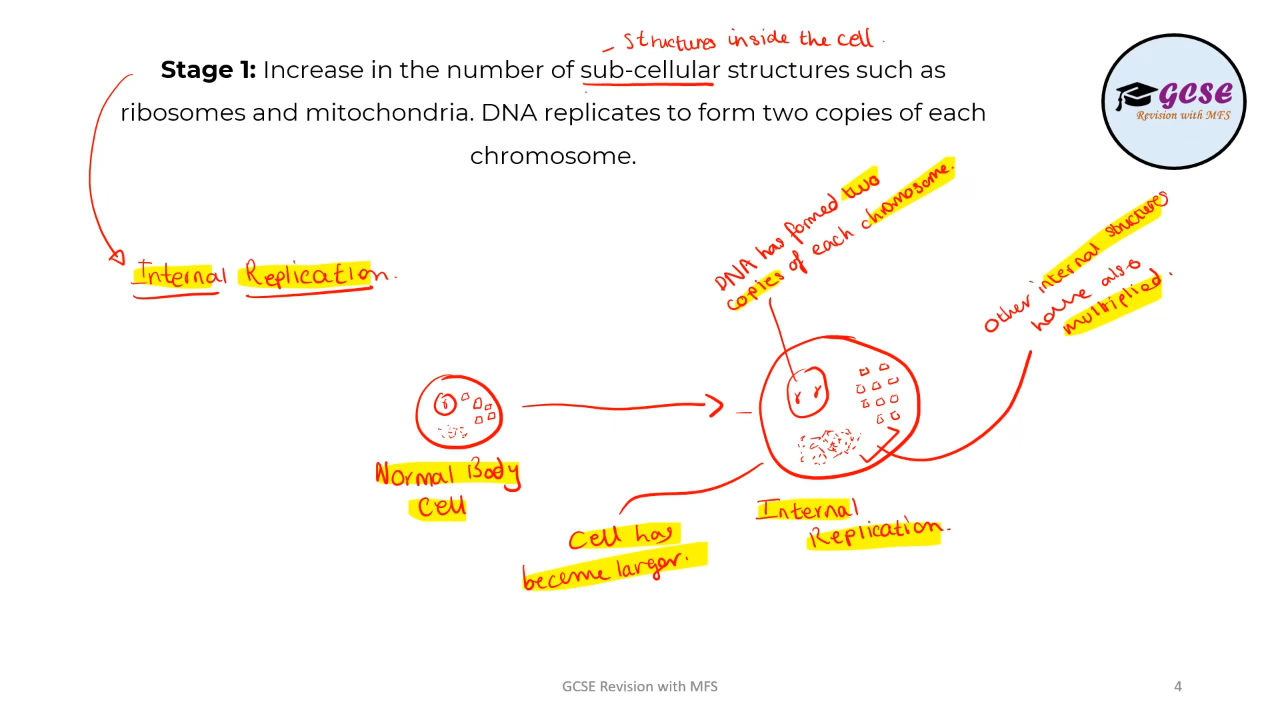 - Structures inside the cell.
Stage 1: Increase in the number of sub-cellular structures such as
ribosomes and mitochondria. DNA replicates to form two copies of each
chromosome.
GCSE
Revision with MFS
Internal Replication.
DNA has formed two
copies of each chromosome.
Other internal structures
have also
multiplied.
Normal Body
Cell
Cell has
become larger.
Internal
Replication.
GCSE Revision with MFS
4